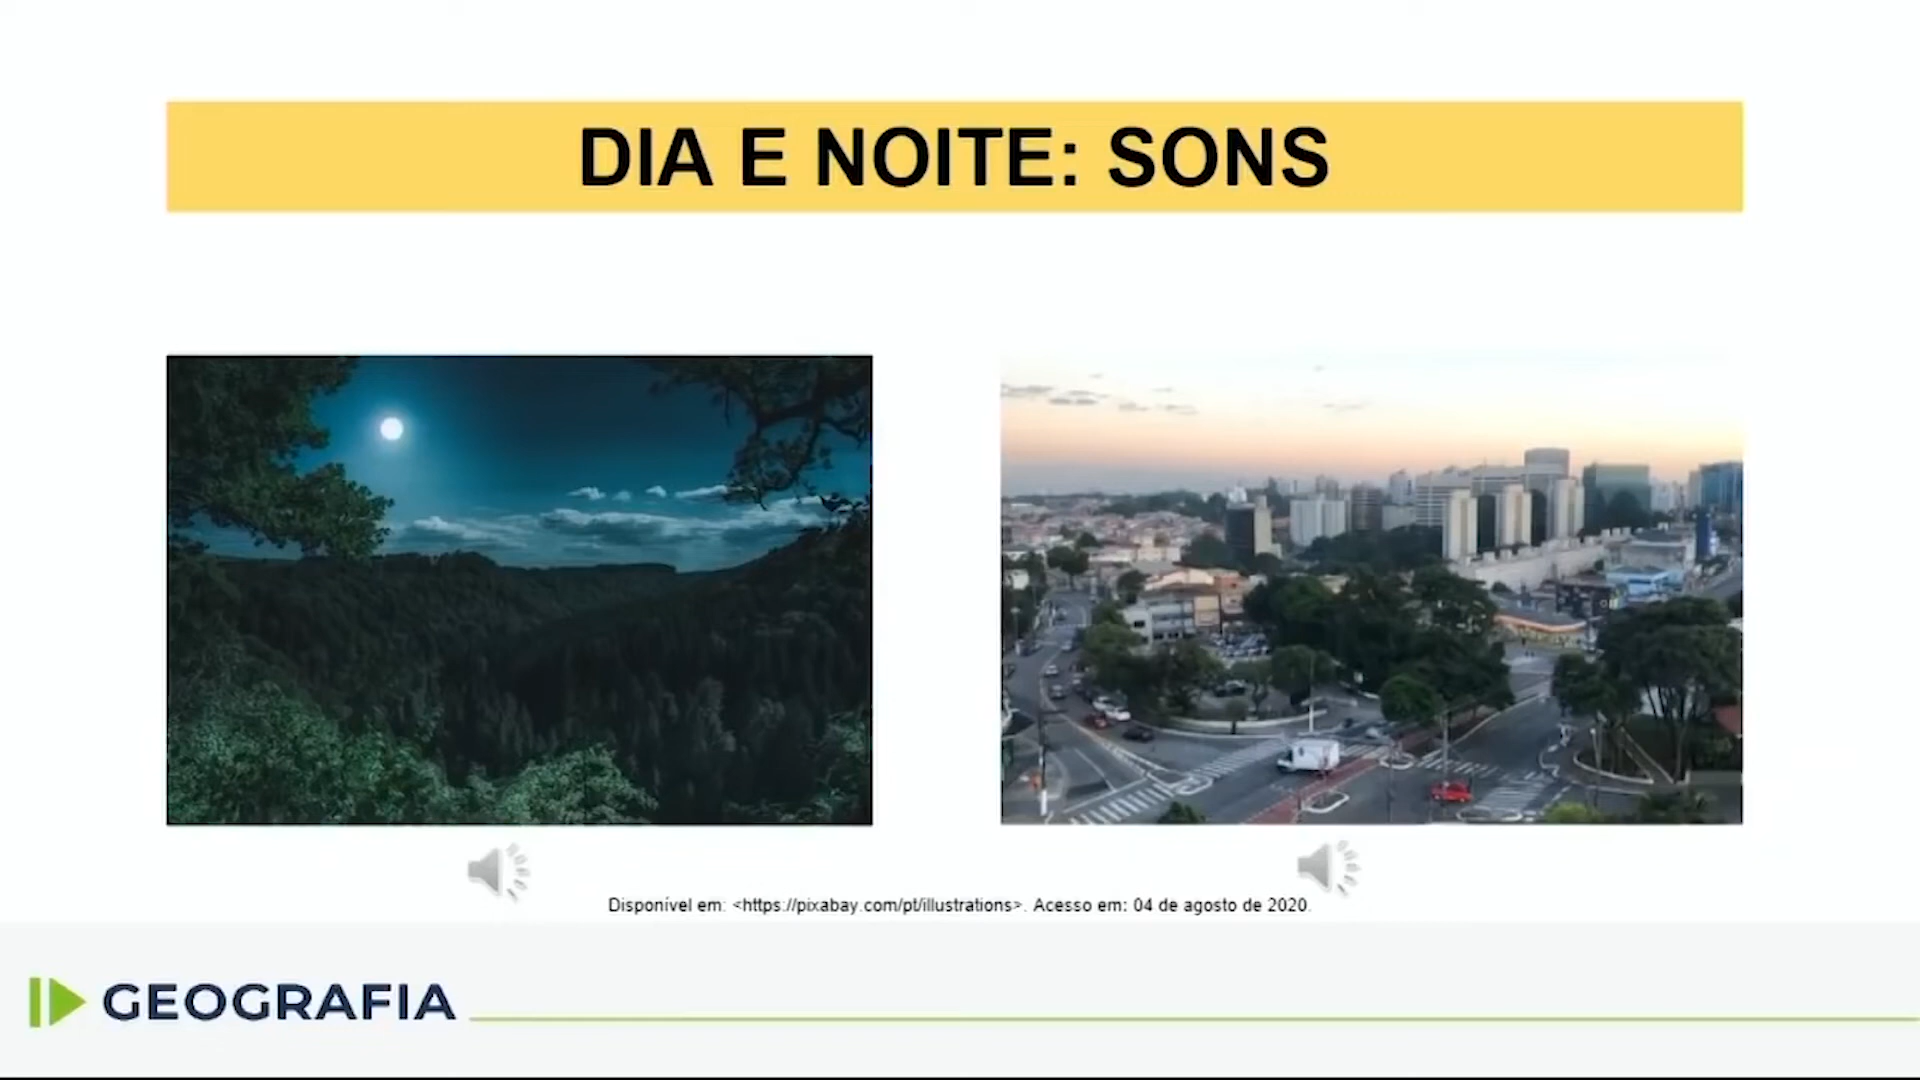 DIA E NOITE: SONS
Disponível em: <https://pixabay.com/pt/illustrations>. Acesso em: 04 de agosto de 2020.
GEOGRAFIA